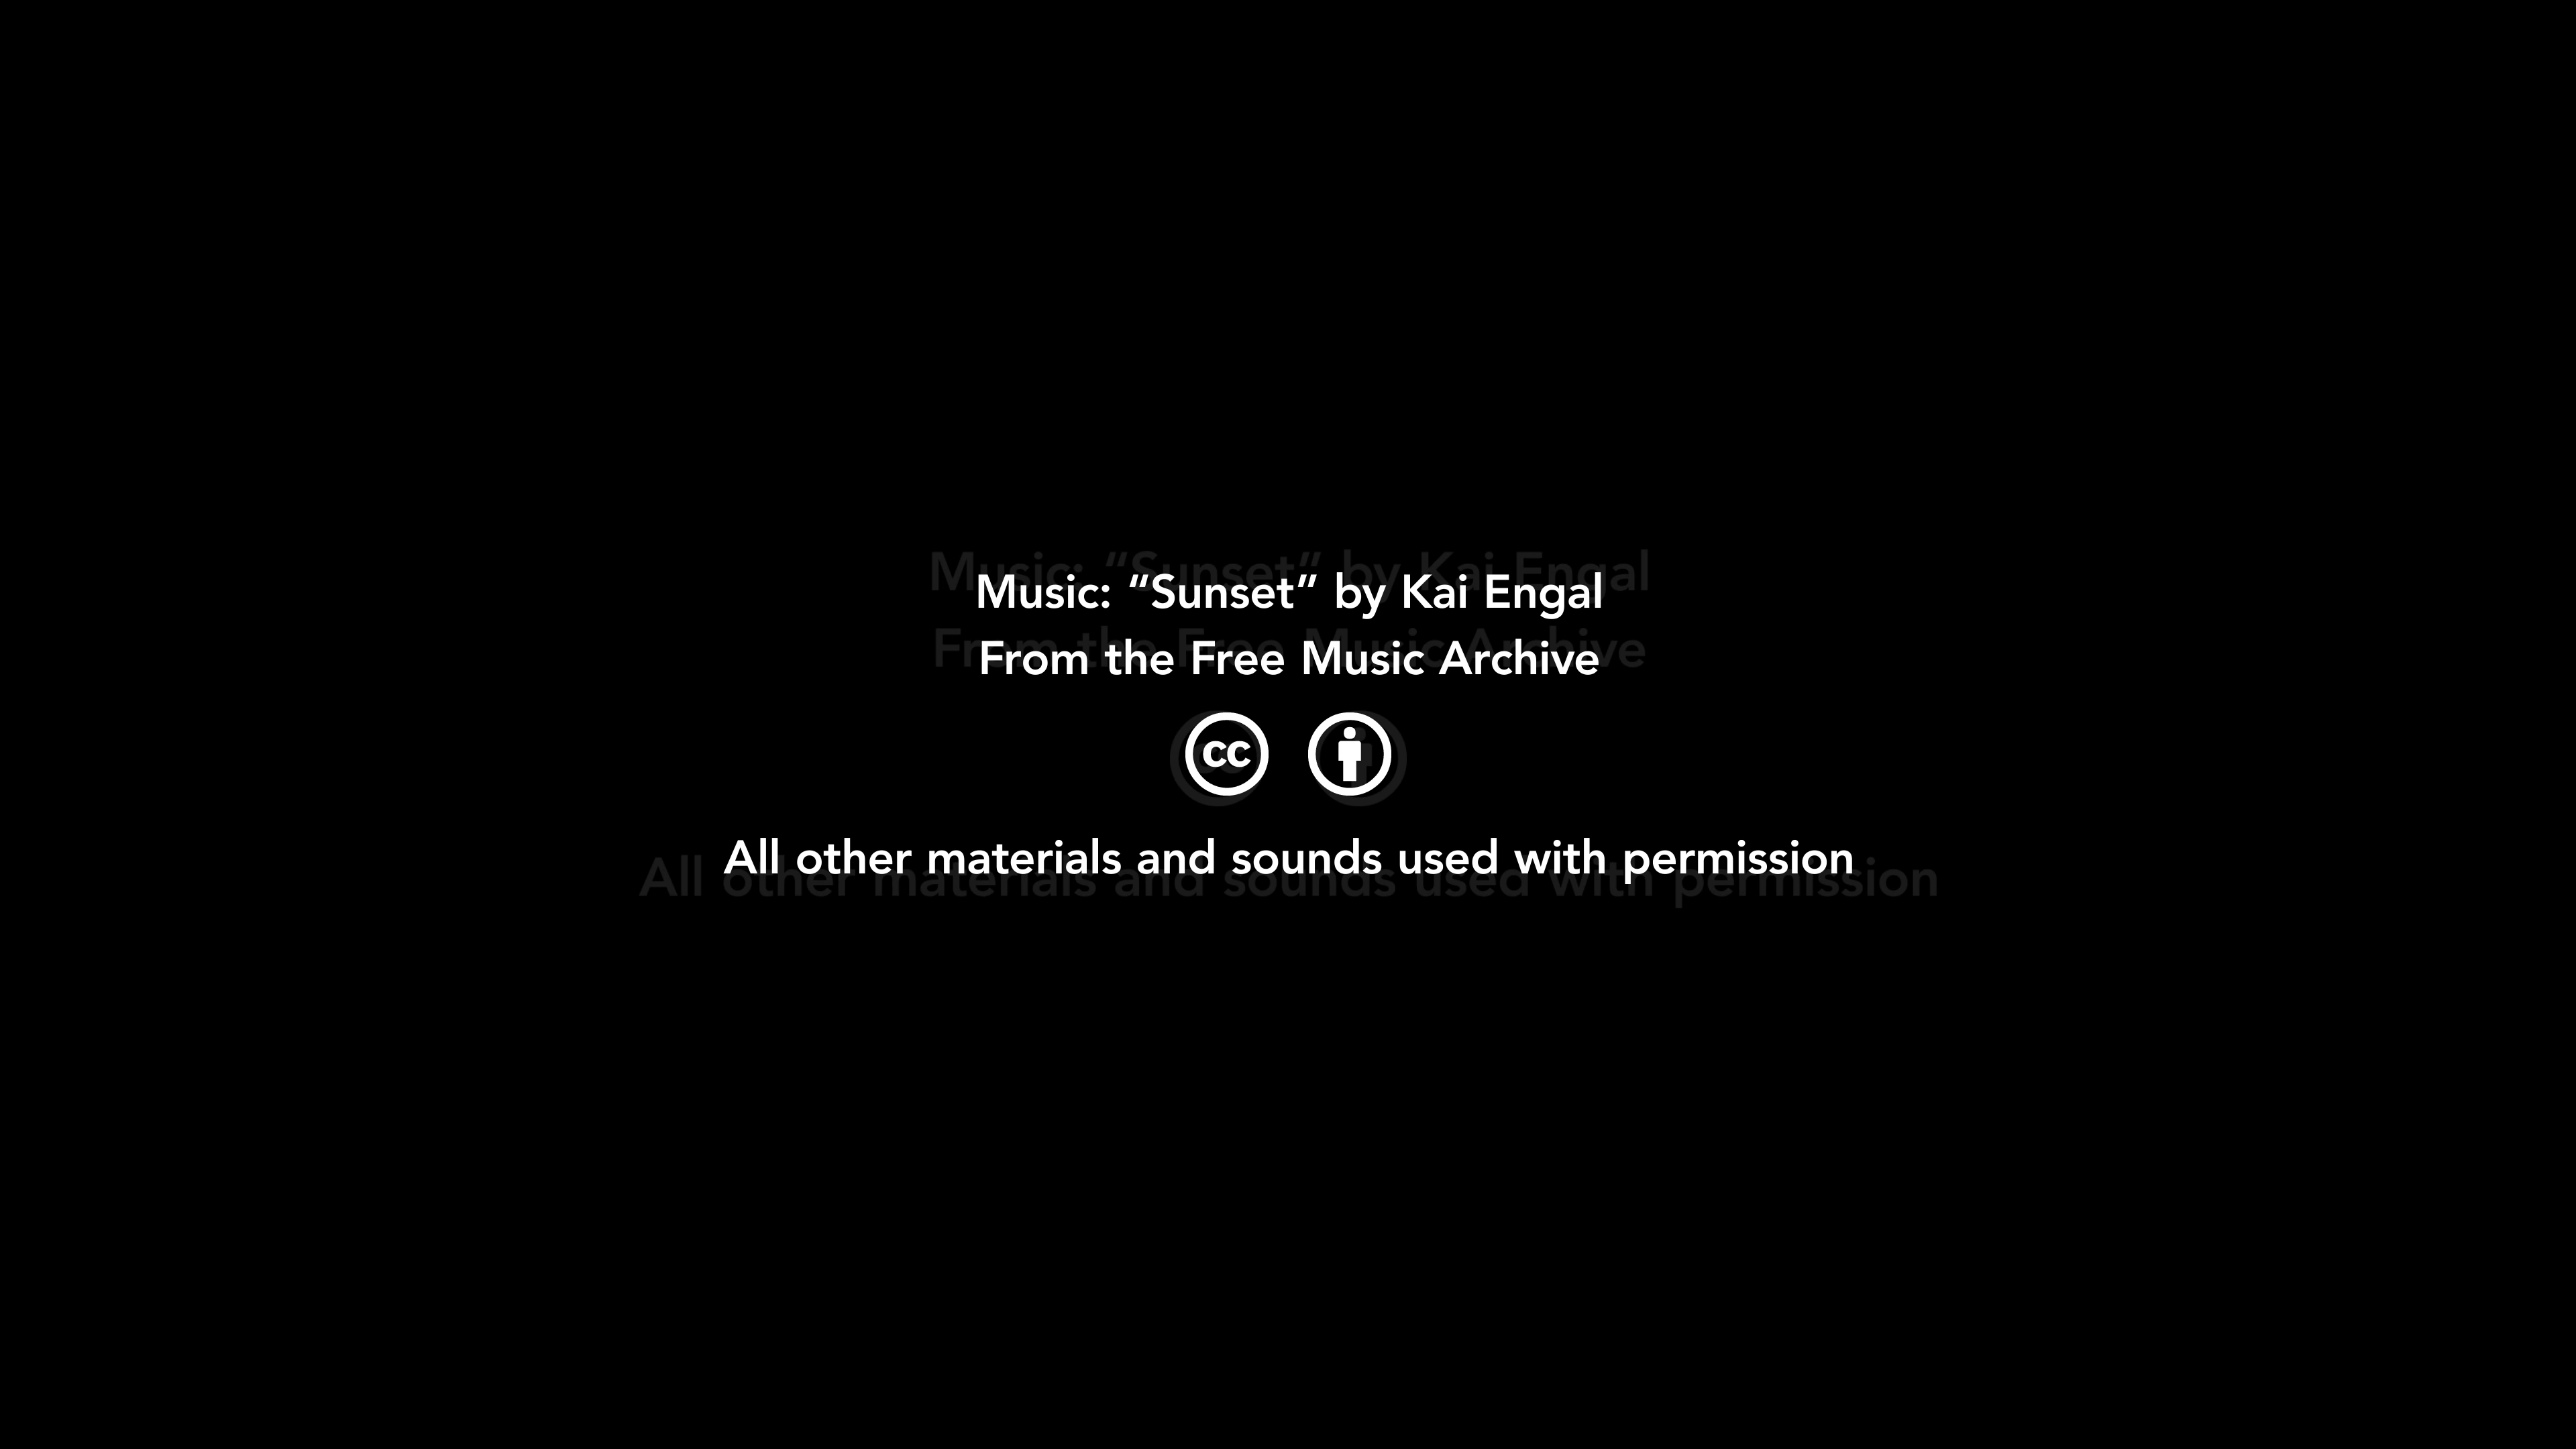 Music: “Sunset” by Kai Engal
From the Free Music Archive
cc
All other materials and sounds used with permission